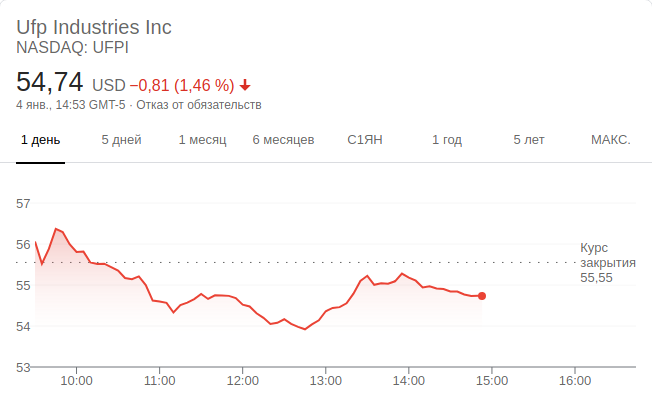 Ufp Industries Inc
NASDAQ: UFPI
54,74 USD −0,81 (1,46 %)
4 янв., 14:53 GMT-5 · Отказ от обязательств
1 день 5 дней 1 месяц 6 месяцев С1ЯН 1 год 5 лет МАКС.
57
56
Курс
закрытия
55,55
55
54
53
10:00 11:00 12:00 13:00 14:00 15:00 16:00